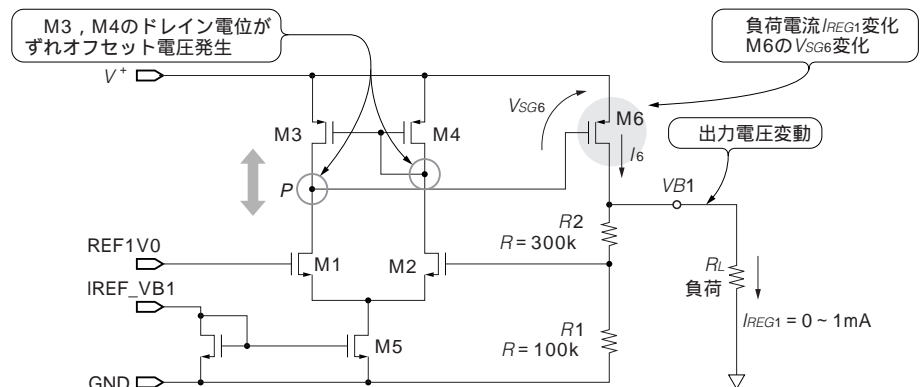 M3，M4のドレイン電位が
ずれオフセット電圧発生
負荷電流IREG1変化
M6のVSG6変化
V+
VSG6
M6
出力電圧変動
M3
M4
I6
P
VB1
R2
R＝300k
REF1V0
M1
M2
RL
負荷
IREF_VB1
IREG1＝0～1mA
R1
R＝100k
M5
GND